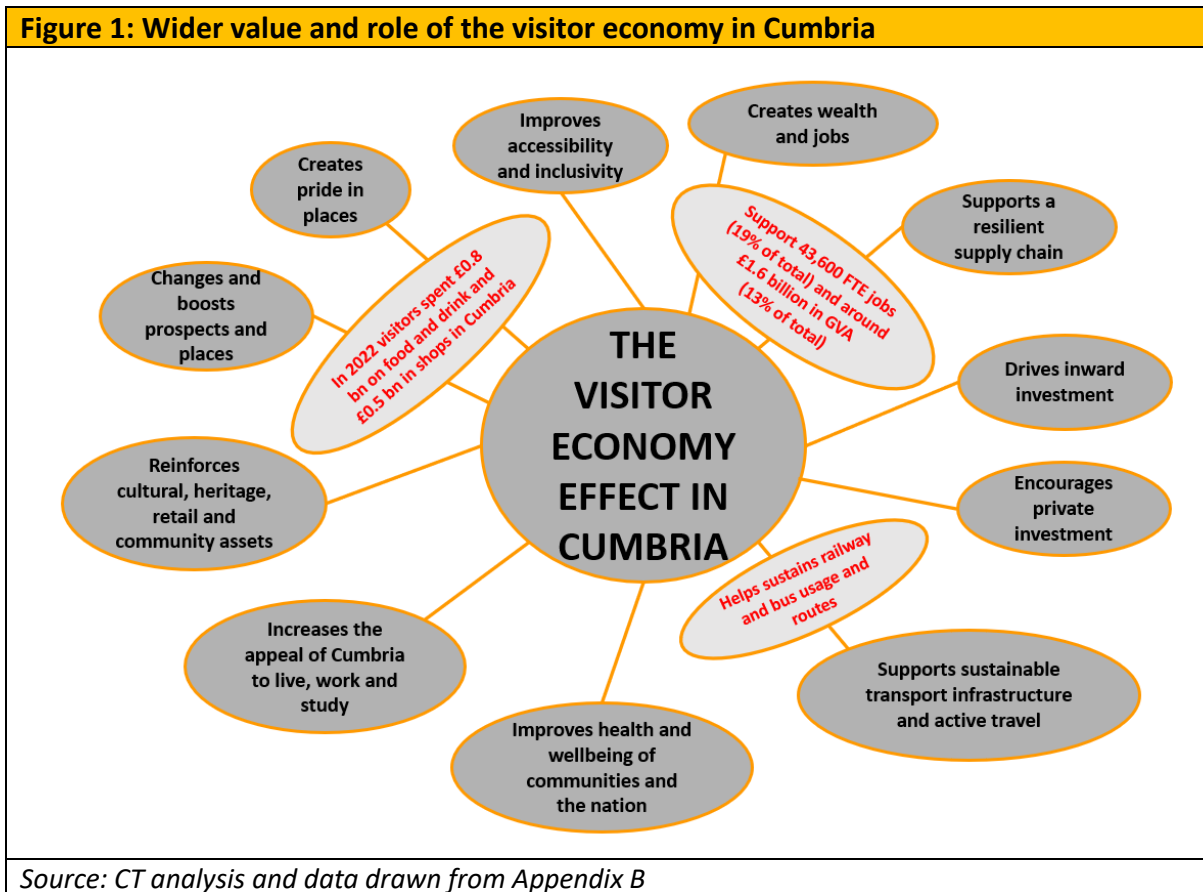 Figure 1: Wider value and role of the visitor economy in Cumbria
Improves
accessibility
and inclusivity
Creates wealth
and jobs
Creates
pride in
places
Support 43,600 FTE jobs
(19% of total) and around
£1.6 billion in GVA
(13% of total)
Supports a
resilient
supply chain
Changes and
boosts
prospects and
places
In 2022 visitors spent £0.8
bn on food and drink and
£0.5 bn in shops in Cumbria
THE
VISITOR
ECONOMY
EFFECT IN
CUMBRIA
Drives inward
investment
Reinforces
cultural, heritage,
retail and
community assets
Encourages
private
investment
Helps sustains railway
and bus usage and
routes
Increases the
appeal of Cumbria
to live, work and
study
Supports sustainable
transport infrastructure
and active travel
Improves health and
wellbeing of
communities and
the nation
Source: CT analysis and data drawn from Appendix B